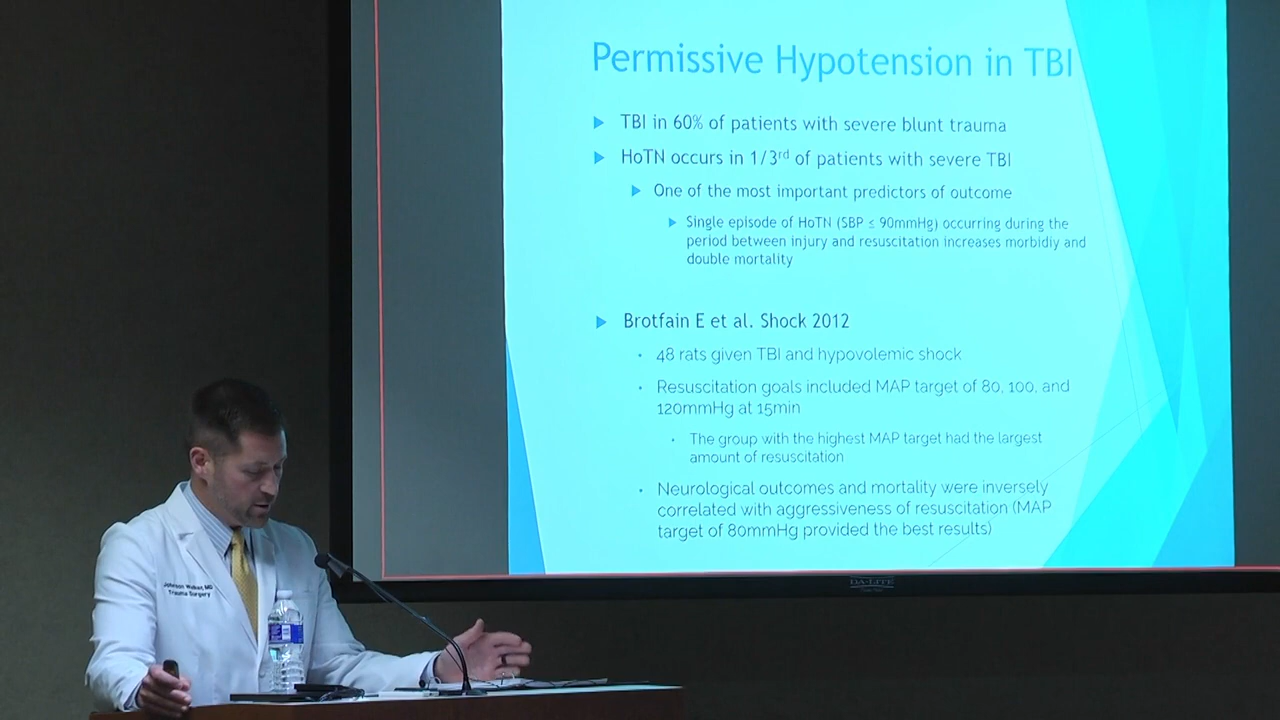 Permissive Hypotension in TBI
TBI in 60% of patients with severe blunt trauma
HoTN occurs in 1/3rd of patients with severe TBI
One of the most important predictors of outcome
Single episode of HoTN (SBP ≤ 90mmHg) occurring during the
period between injury and resuscitation increases morbidiy and
double mortality
Brotfain E et al. Shock 2012
48 rats given TBI and hypovolemic shock
Resuscitation goals included MAP target of 80, 100, and
120mmHg at 15min
The group with the highest MAP target had the largest
amount of resuscitation
Neurological outcomes and mortality were inversely
correlated with aggressiveness of resuscitation (MAP
target of 80mmHg provided the best results)
DA-LITE
MD
Trauma Surgery